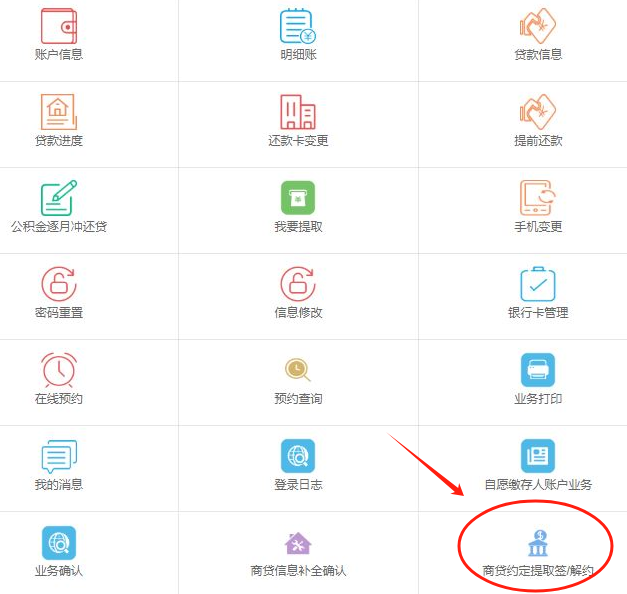 账户信息
明细账
贷款信息
贷款进度
还款卡变更
提前还款
公积金逐月冲还贷
我要提取
手机变更
密码重置
信息修改
银行卡管理
在线预约
预约查询
业务打印
我的消息
登录日志
自愿缴存人账户业务
业务确认
商贷信息补全确认
商贷约定提取签/解约